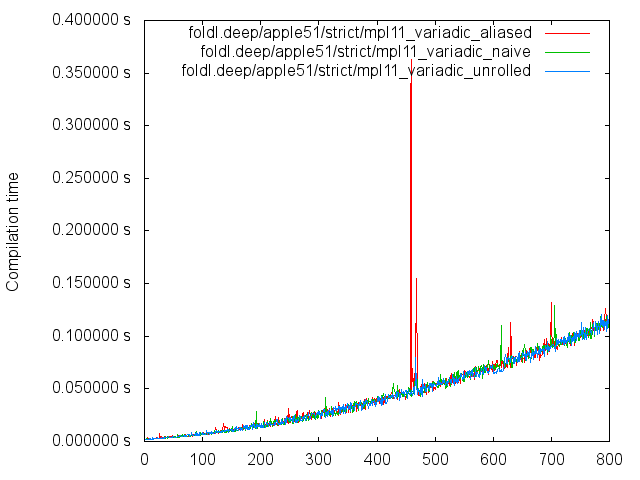 0.400000 s
foldl.deep/apple51/strict/mpl11_variadic_aliased
foldl.deep/apple51/strict/mpl11_variadic_naive
foldl.deep/apple51/strict/mpl11_variadic_unrolled
0.350000 s
0.300000 s
0.250000 s
0.200000 s
0.150000 s
0.100000 s
0.050000 s
0.000000 s
Compilation time
0 100 200 300 400 500 600 700 800